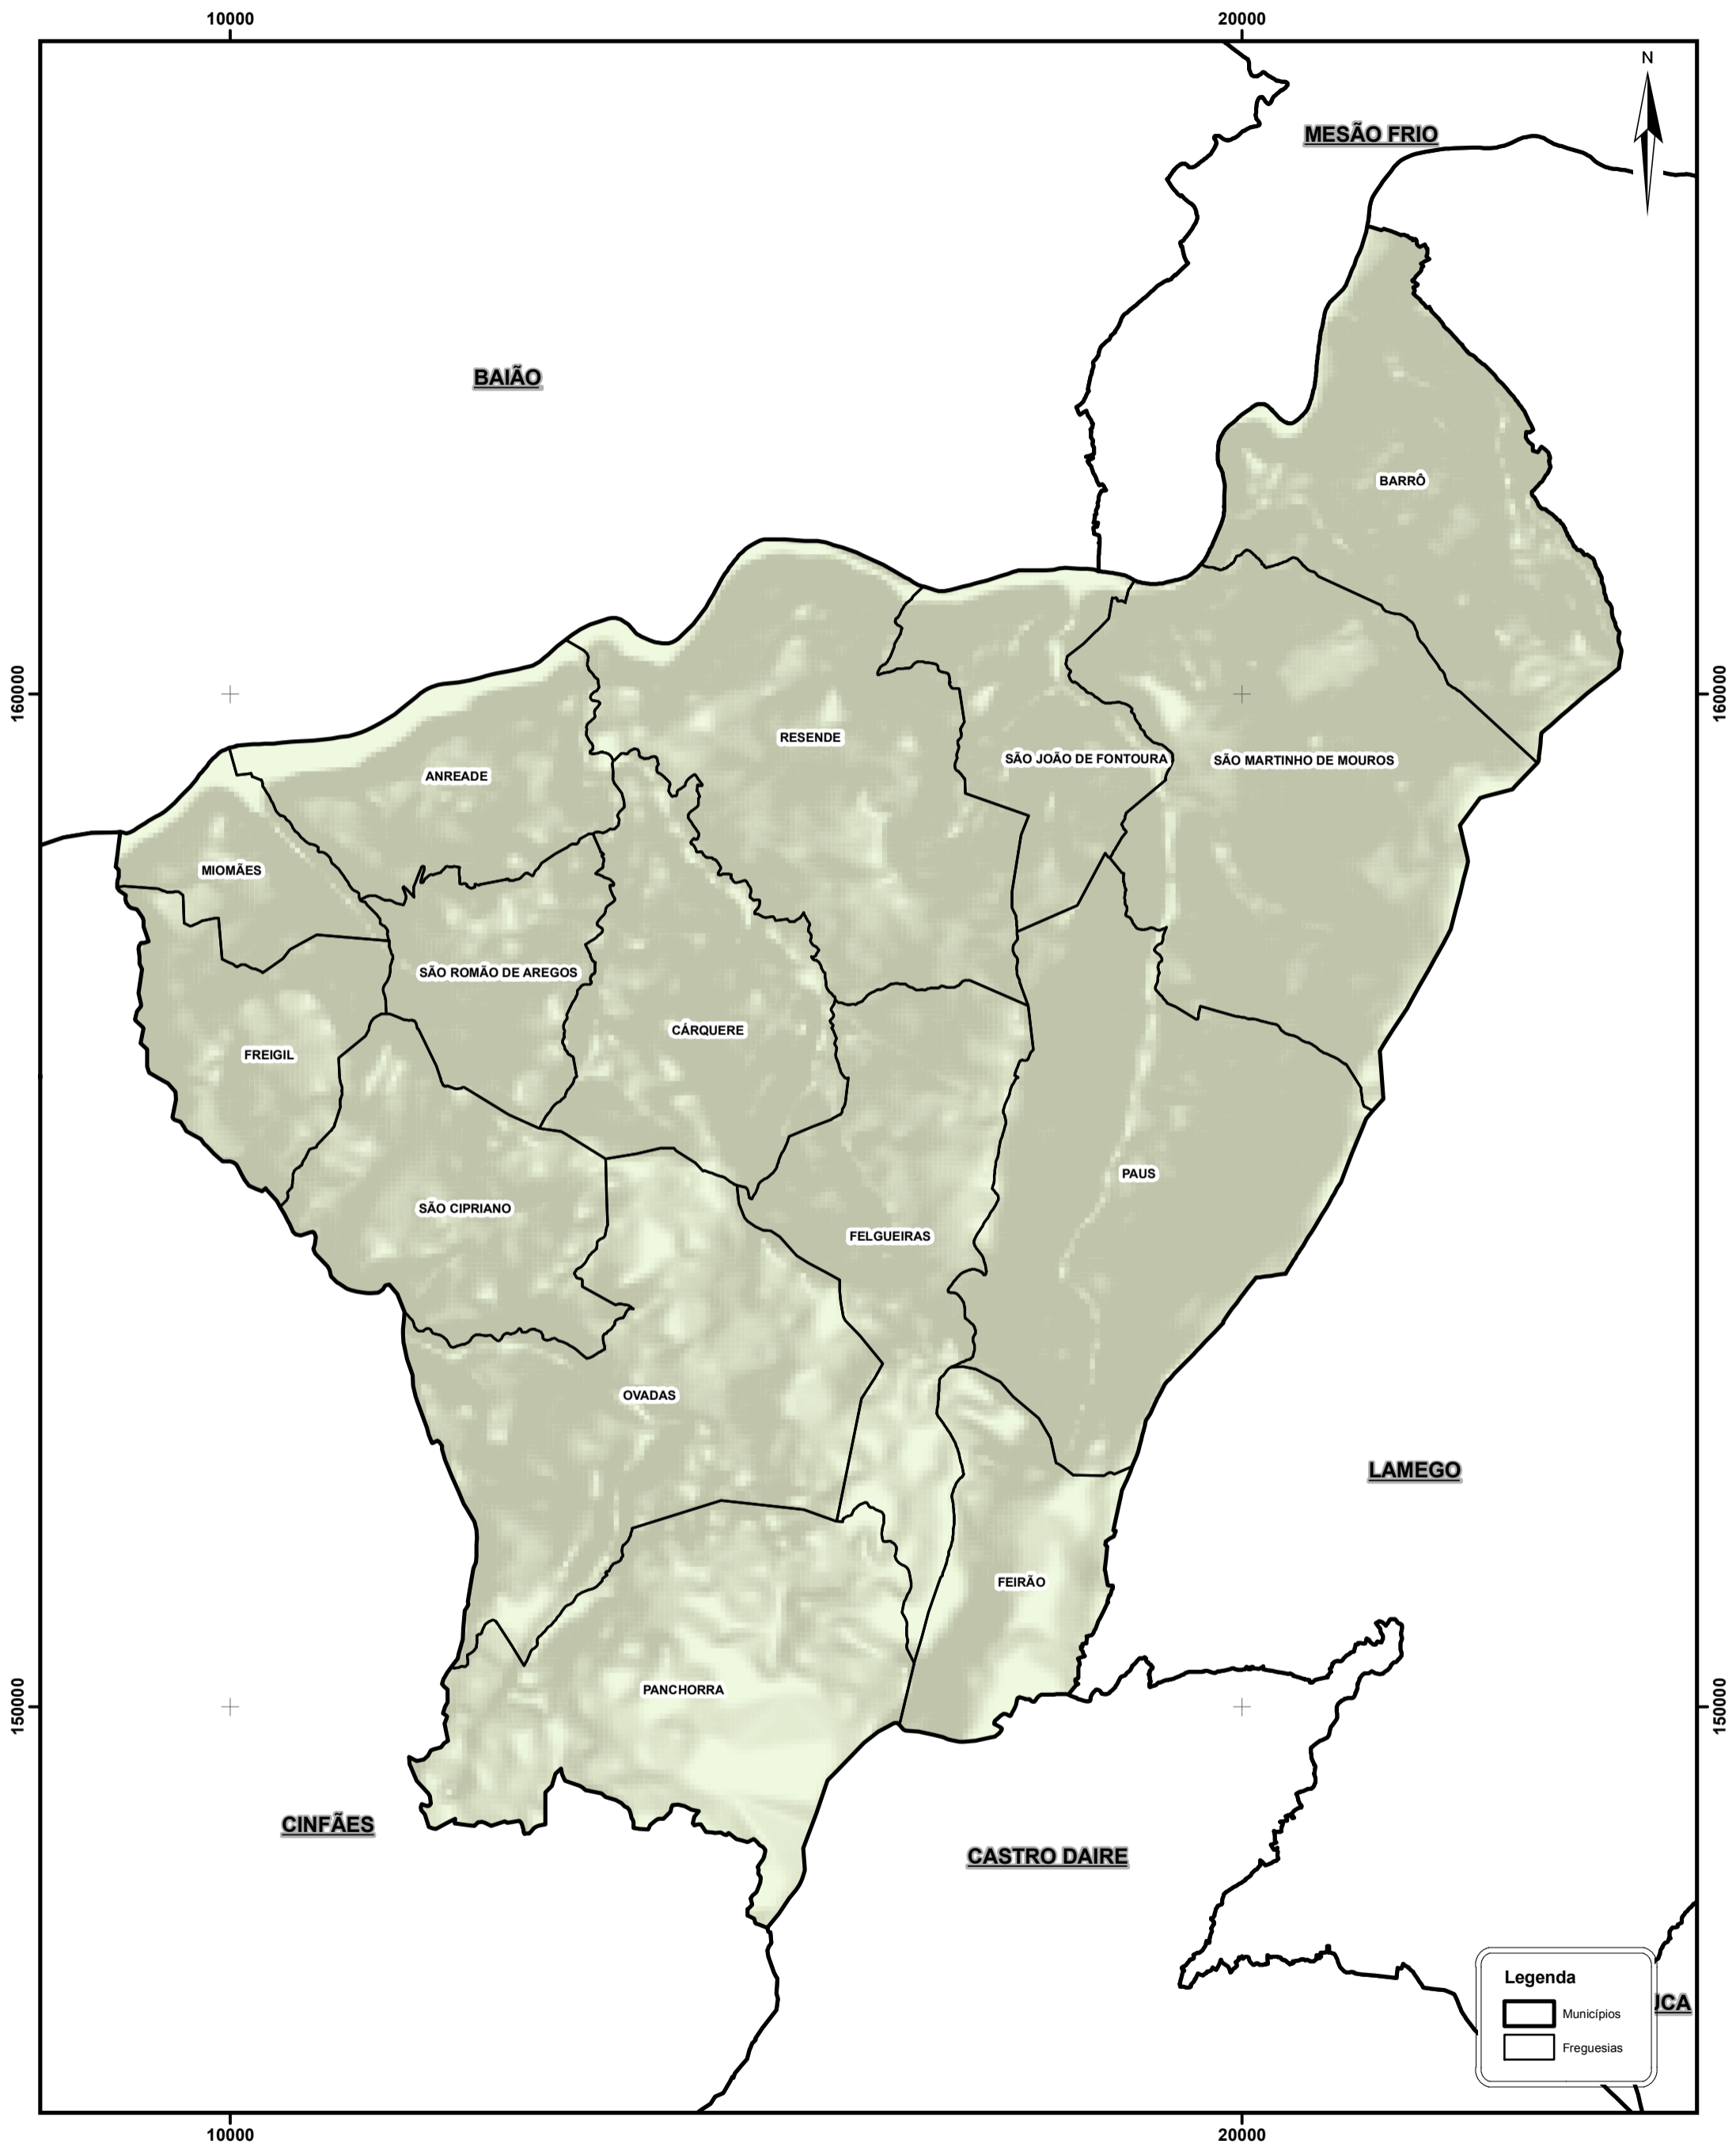 10000
20000
N
MESÃO FRIO
BAIÃO
BARRÔ
160000
160000
RESENDE
SÃO JOÃO DE FONTOURA
SÃO MARTINHO DE MOUROS
ANREADE
MIOMÃES
SÃO ROMÃO DE AREGOS
CÁRQUERE
FREIGIL
PAUS
SÃO CIPRIANO
FELGUEIRAS
OVADAS
LAMEGO
FEIRÃO
PANCHORRA
150000
150000
CINFÃES
CASTRO DAIRE
Legenda
Municípios
Freguesias
UCA
10000
20000